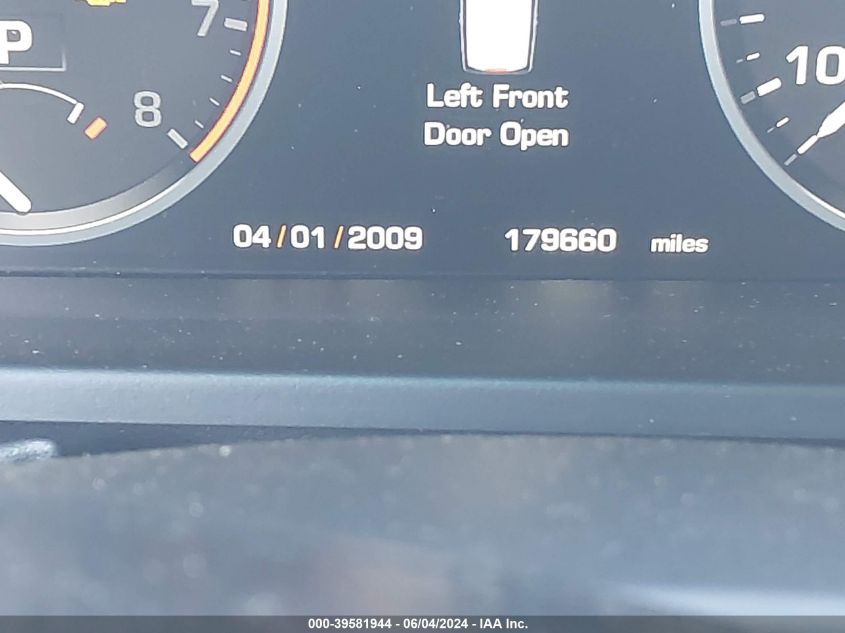 7
P
8
Left Front
Door Open
10
04/01/2009 179660 miles
000-39581944 - 06/04/2024 - IAA Inc.